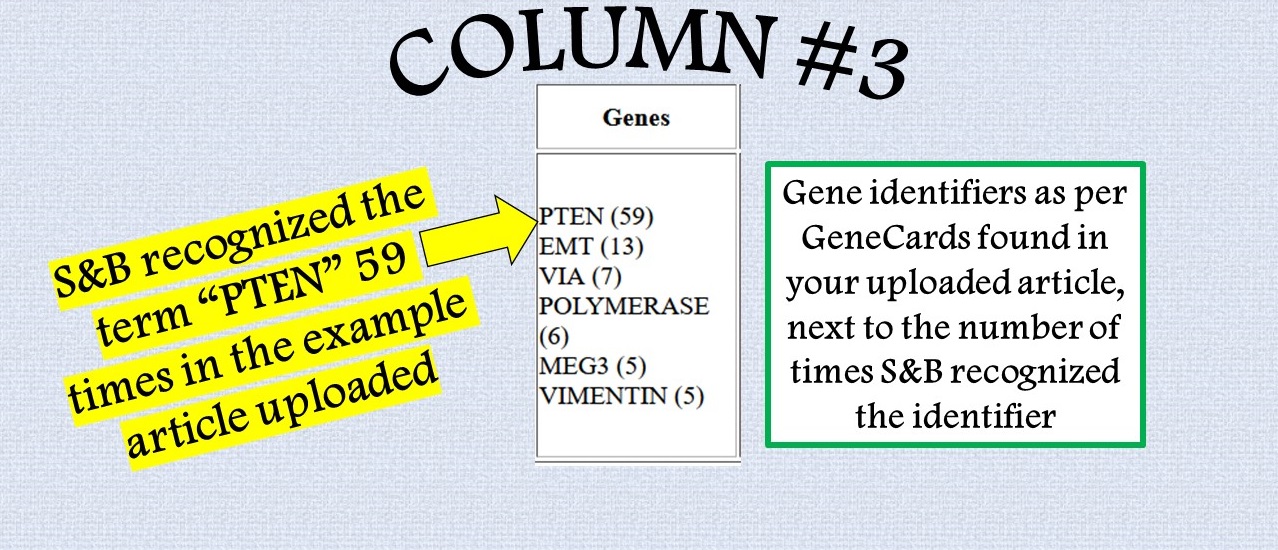 COLUMN #3
Genes
S&B recognized the
term “PTEN” 59
times in the example
article uploaded
PTEN (59)
EMT (13)
VIA (7)
POLYMERASE
(6)
MEG3 (5)
VIMENTIN (5)
Gene identifiers as per
GeneCards found in
your uploaded article,
next to the number of
times S&B recognized
the identifier